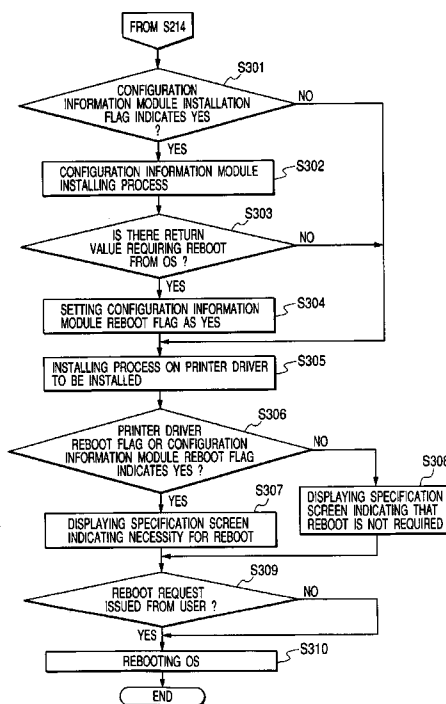 FROM S214
S301
CONFIGURATION
INFORMATION MODULE INSTALLATION
FLAG INDICATES YES
?
NO
YES
S302
CONFIGURATION INFORMATION MODULE
INSTALLING PROCESS
S303
IS THERE RETURN
VALUE REQUIRING REBOOT
FROM OS ?
NO
YES
S304
SETTING CONFIGURATION INFORMATION
MODULE REBOOT FLAG AS YES
S305
INSTALLING PROCESS ON PRINTER DRIVER
TO BE INSTALLED
S306
PRINTER DRIVER
REBOOT FLAG OR CONFIGURATION
INFORMATION MODULE REBOOT FLAG
INDICATES YES ?
NO
YES
S307
DISPLAYING SPECIFICATION SCREEN
INDICATING NECESSITY FOR REBOOT
S308
DISPLAYING SPECIFICATION
SCREEN INDICATING THAT
REBOOT IS NOT REQUIRED
S309
REBOOT REQUEST
ISSUED FROM USER ?
NO
YES
S310
REBOOTING OS
END